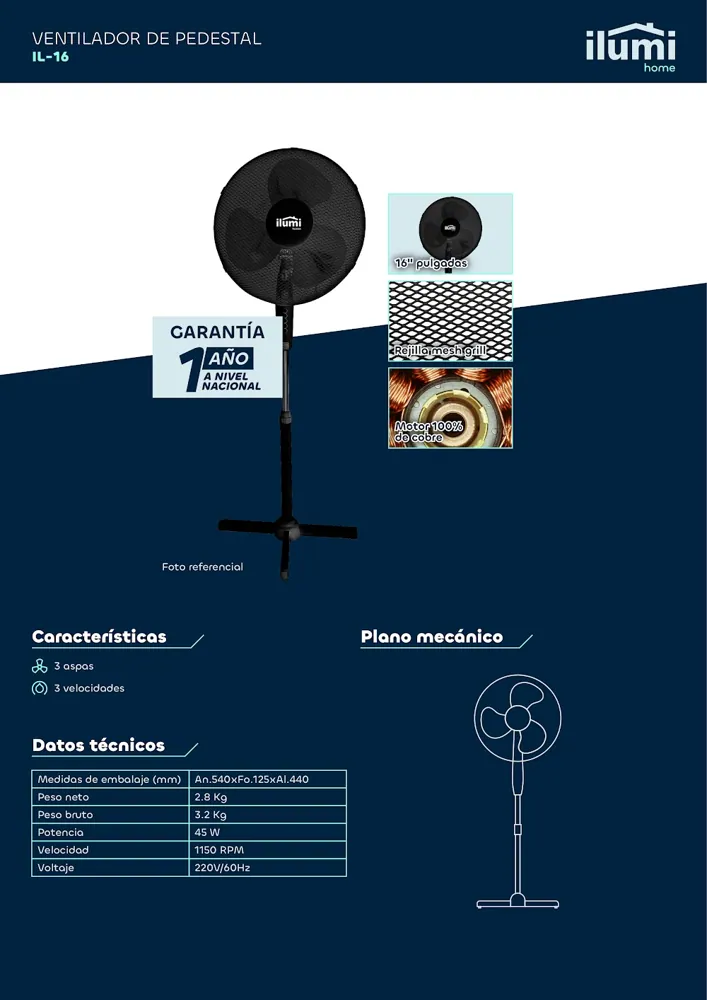 VENTILADOR DE PEDESTAL
IL-16
ilumi
home
ilumi
home
ilumi
16" pulgadas
Rejilla mesh grill
Motor 100%
de cobre
GARANTÍA
1 AÑO
A NIVEL
NACIONAL
Foto referencial
Características
3 aspas
3 velocidades
Plano mecánico
Datos técnicos
Medidas de embalaje (mm) An.540xFo.125xAl.440
Peso neto 2.8 Kg
Peso bruto 3.2 Kg
Potencia 45 W
Velocidad 1150 RPM
Voltaje 220V/60Hz